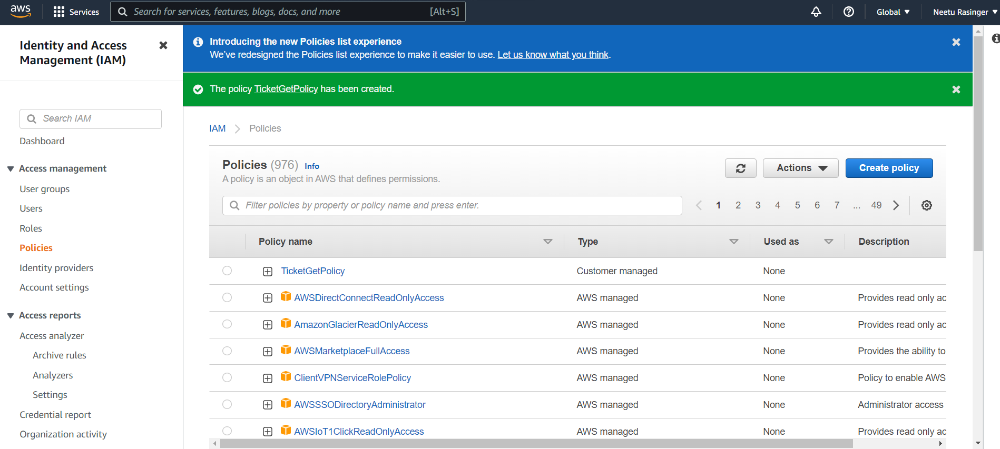 aws
Services
Search for services, features, blogs, docs, and more
[Alt+S]
Global
Neetu Rasinger
Identity and Access
Management (IAM)
Search IAM
Dashboard
Access management
User groups
Users
Roles
Policies
Identity providers
Account settings
Access reports
Access analyzer
Archive rules
Analyzers
Settings
Credential report
Organization activity
Introducing the new Policies list experience
We've redesigned the Policies list experience to make it easier to use. Let us know what you think.
The policy TicketGetPolicy has been created.
IAM
Policies
Policies (976) Info
A policy is an object in AWS that defines permissions.
Actions
Create policy
Filter policies by property or policy name and press enter.
1 2 3 4 5 6 7 ... 49
Policy name Type Used as Description
TicketGetPolicy Customer managed None
AWSDirectConnectReadOnlyAccess AWS managed None Provides read only ac
AmazonGlacierReadOnlyAccess AWS managed None Provides read only ac
AWSMarketplaceFullAccess AWS managed None Provides the ability to
ClientVPNServiceRolePolicy AWS managed None Policy to enable AWS
AWSSSODirectoryAdministrator AWS managed None Administrator access
AWSIoT1ClickReadOnlyAccess AWS managed None Provides read only ac